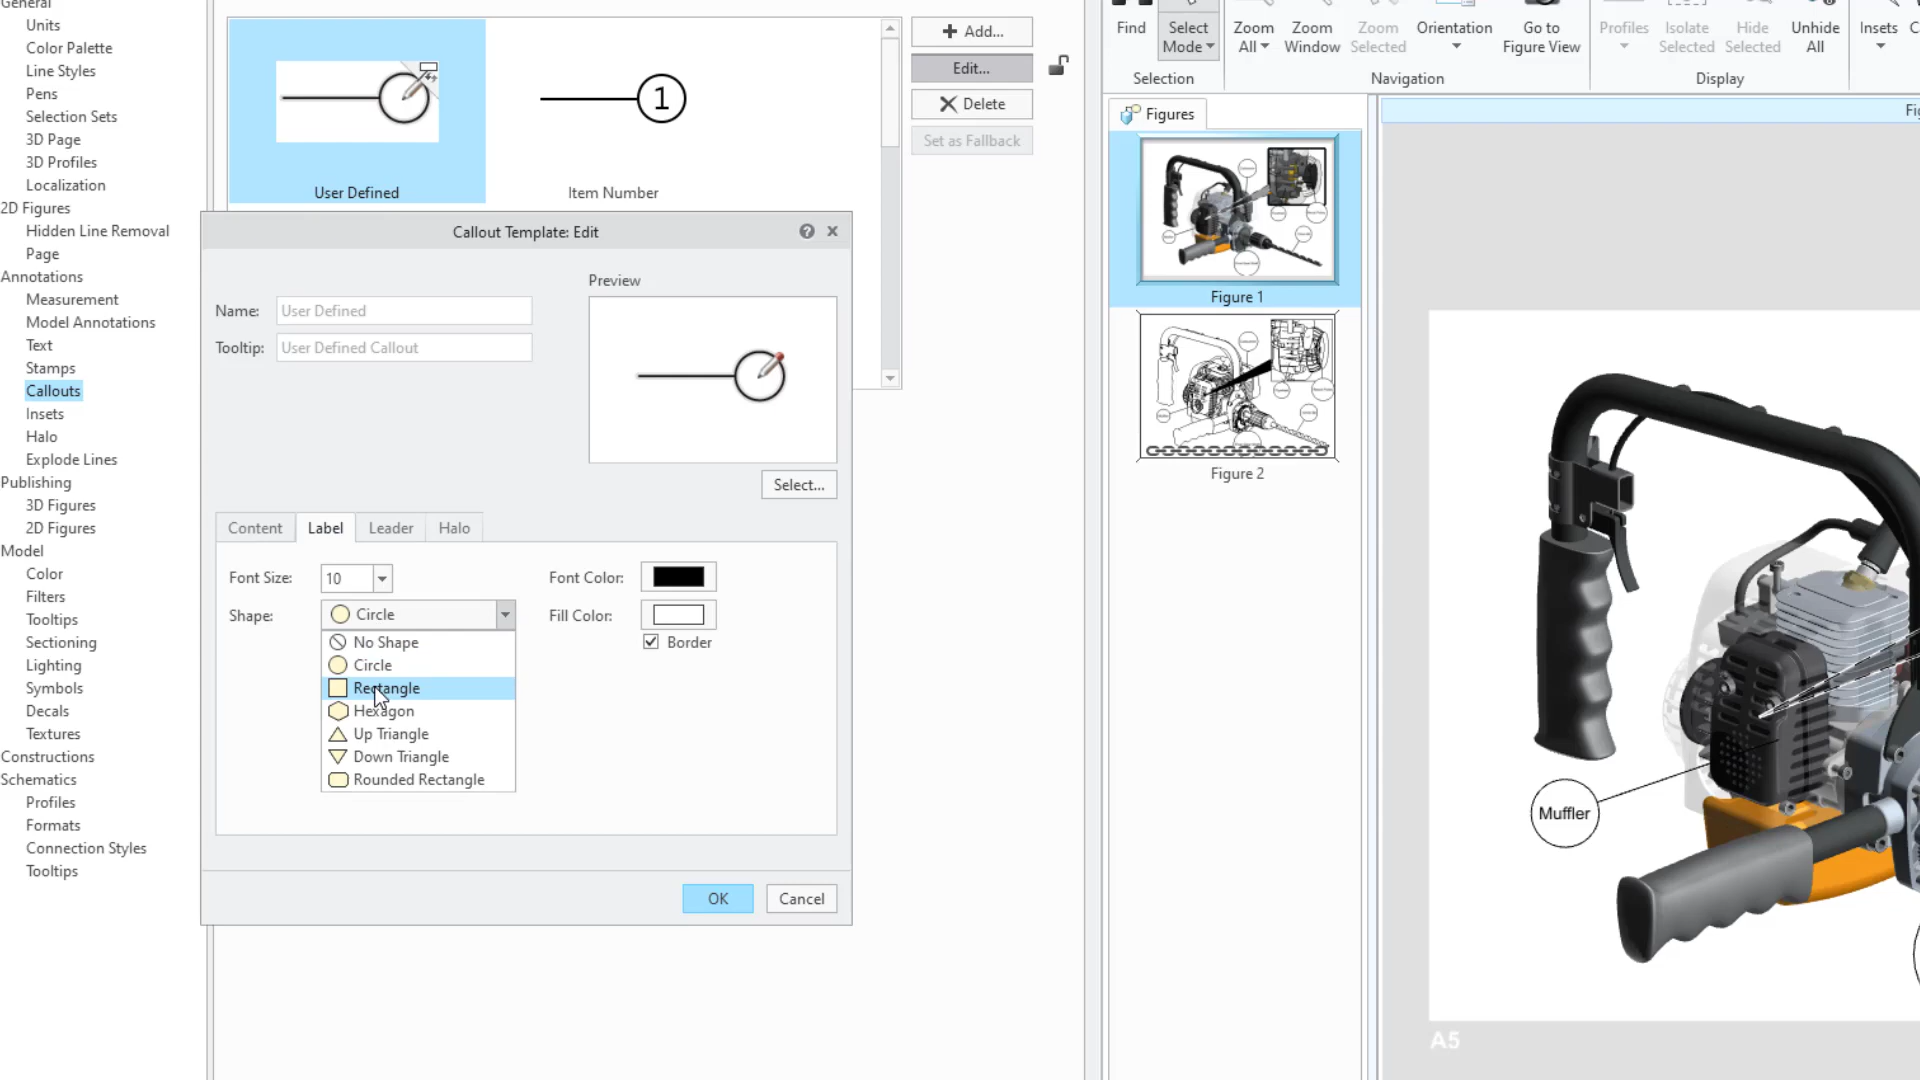 General
Units
Color Palette
Line Styles
Pens
Selection Sets
3D Page
3D Profiles
Localization
2D Figures
Hidden Line Removal
Page
Annotations
Measurement
Model Annotations
Text
Stamps
Callouts
Insets
Halo
Explode Lines
Publishing
3D Figures
2D Figures
Model
Color
Filters
Tooltips
Sectioning
Lighting
Symbols
Decals
Textures
Constructions
Schematics
Profiles
Formats
Connection Styles
Tooltips
1
User Defined
Item Number
Add...
Edit...
Delete
Set as Fallback
Callout Template: Edit
Name: User Defined
Tooltip: User Defined Callout
Preview
Select...
Content Label Leader Halo
Font Size: 10
Font Color:
Shape: Circle
Fill Color:
Border
No Shape
Circle
Rectangle
Hexagon
Up Triangle
Down Triangle
Rounded Rectangle
OK Cancel
Find
Select
Mode
Zoom
All
Zoom
Window
Zoom
Selected
Orientation
Go to
Figure View
Profiles
Isolate
Selected
Hide
Selected
Unhide
All
Insets
Selection
Navigation
Display
Figures
Figure 1
Figure 2
Muffler
A5